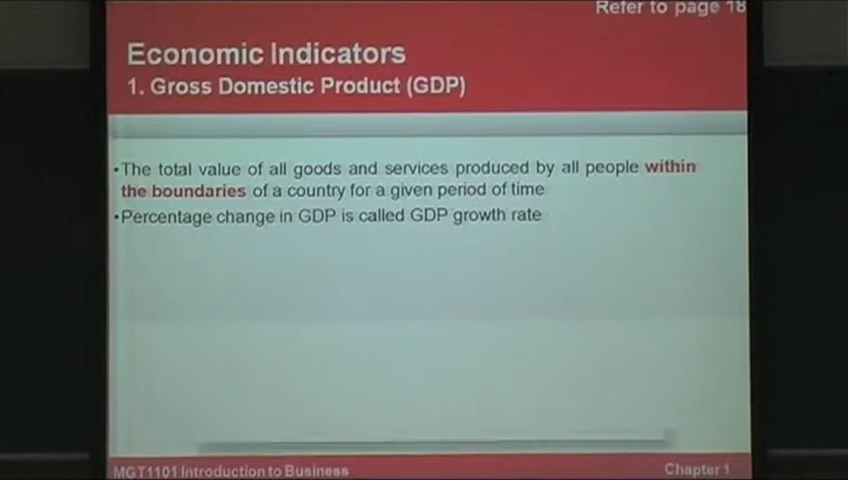 Refer to page 18
Economic Indicators
1. Gross Domestic Product (GDP)
•The total value of all goods and services produced by all people within
the boundaries of a country for a given period of time
•Percentage change in GDP is called GDP growth rate
MGT1101 Introduction to Business
Chapter 1